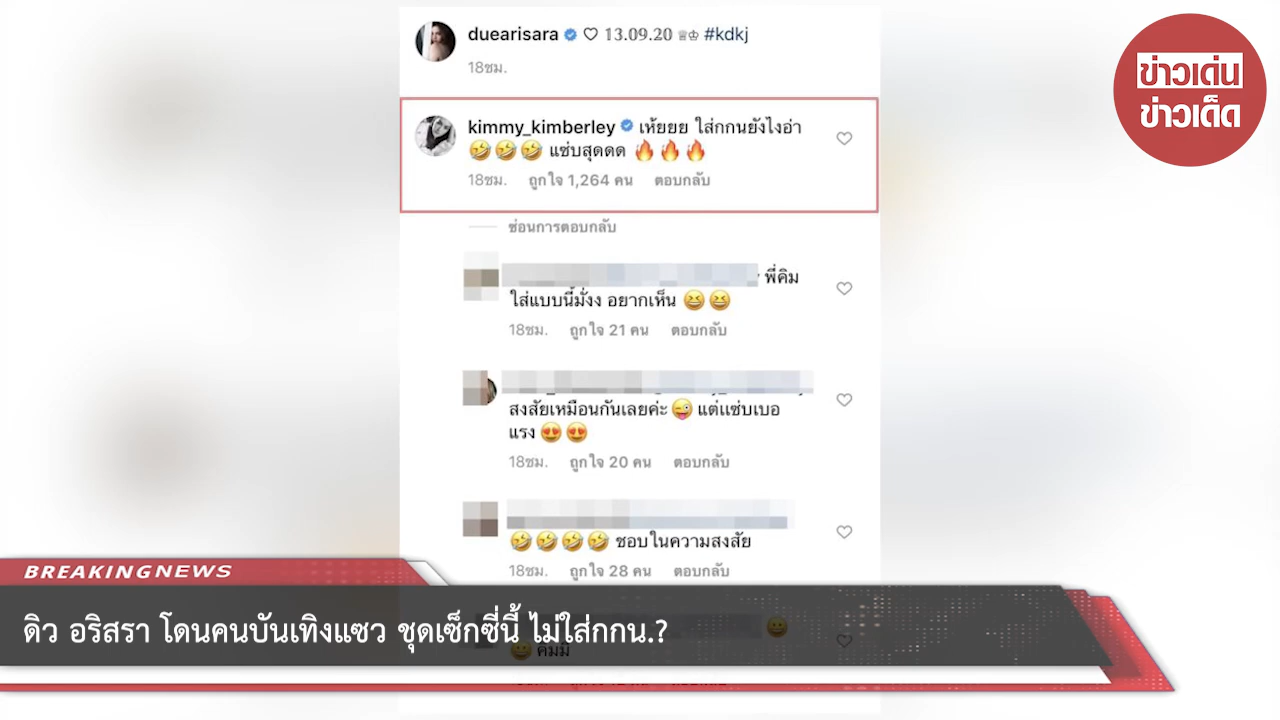 duearisara ♡ 13.09.20 ♕♔ #kdkj
18ชม.
ข่าวเด่น
ข่าวเด็ด
kimmy_kimberley เห้ยยย ใส่กกนยังไงอ่า
🤣🤣🤣 แซ่บสุดดด 🔥🔥🔥
18ชม. ถูกใจ 1,264 คน ตอบกลับ
ซ่อนการตอบกลับ
พี่คิม
ใส่แบบนี้มั่งง อยากเห็น 😆😆
18ชม. ถูกใจ 21 คน ตอบกลับ
สงสัยเหมือนกันเลยค่ะ😜 แต่แซ่บเบอ
แรง 😍😍
18ชม. ถูกใจ 20 คน ตอบกลับ
🤣🤣🤣🤣 ชอบในความสงสัย
18ชม. ถูกใจ 28 คน ตอบกลับ
BREAKINGNEWS
ดิว อริสรา โดนคนบันเทิงแซว ชุดเซ็กซี่นี้ ไม่ใส่กกน.?
คิมมี่